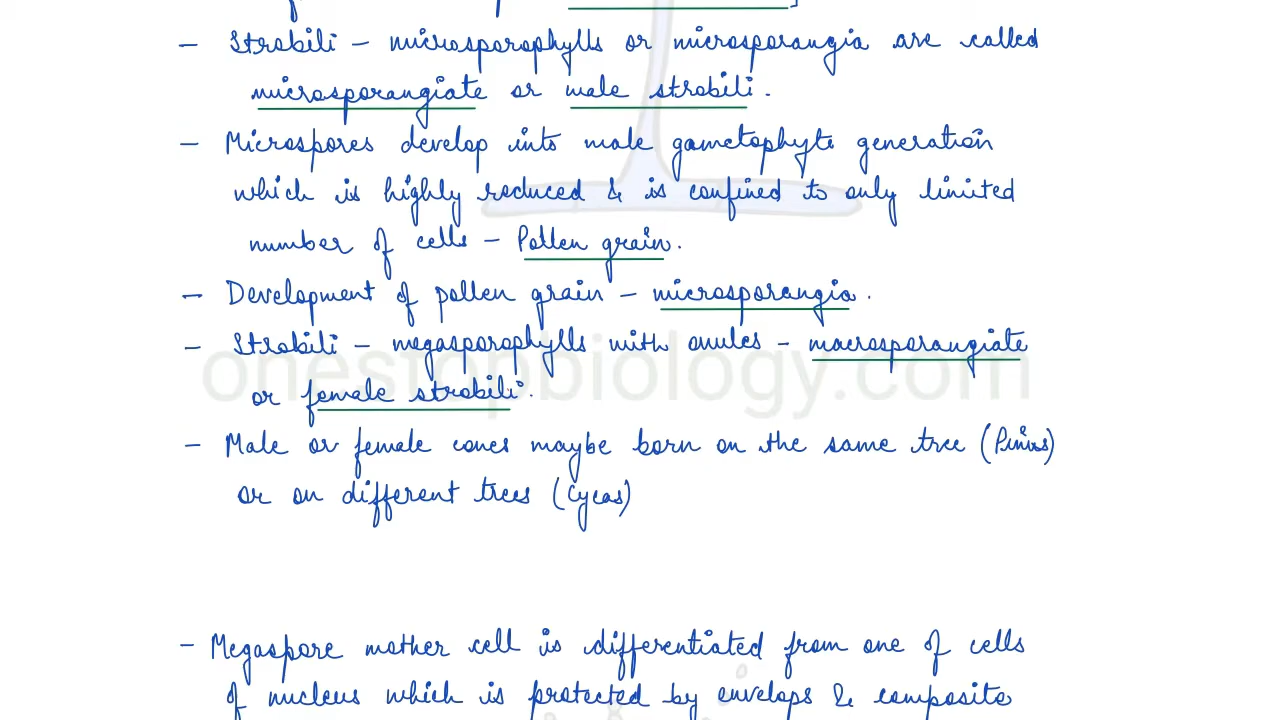 - Strobili - microsporophylls or microsporangia are called
microsporangiate or male strobili.
- Microspores develop into male gametophyte generation
which is highly reduced & is confined to only limited
number of cells - Pollen grain.
- Development of pollen grain - microsporangia.
- Strobili - megasporophylls with ovules - macrosporangiate
onestopbiology.com
or female strobili.
- Male or female cones maybe born on the same tree (Pinus)
or on different trees (Cycas)
- Megaspore mother cell is differentiated from one of cells
of nucleus which is protected by envelops & composite